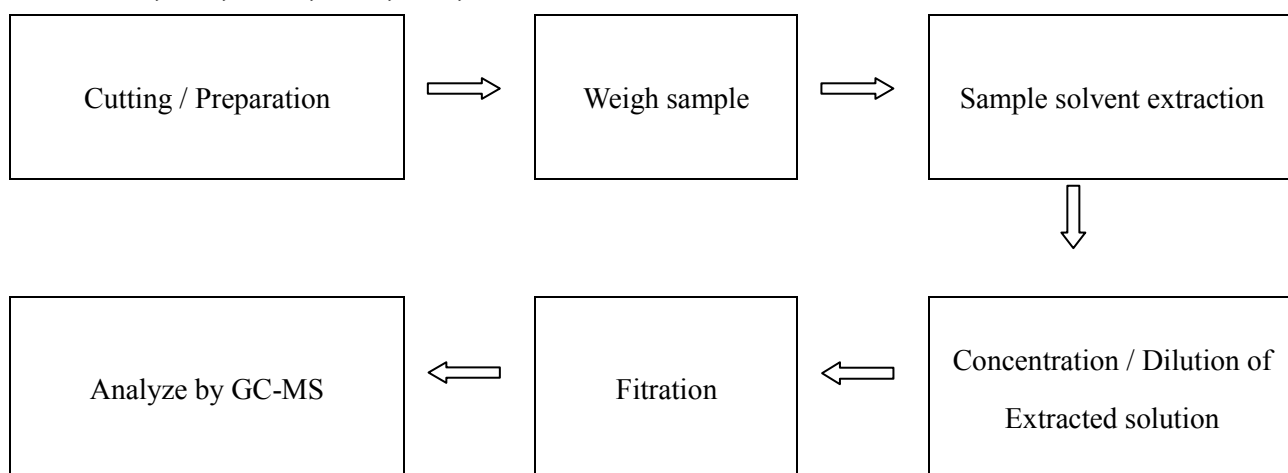 Cutting / Preparation
Weigh sample
Sample solvent extraction
Concentration / Dilution of
Extracted solution
Fitration
Analyze by GC-MS